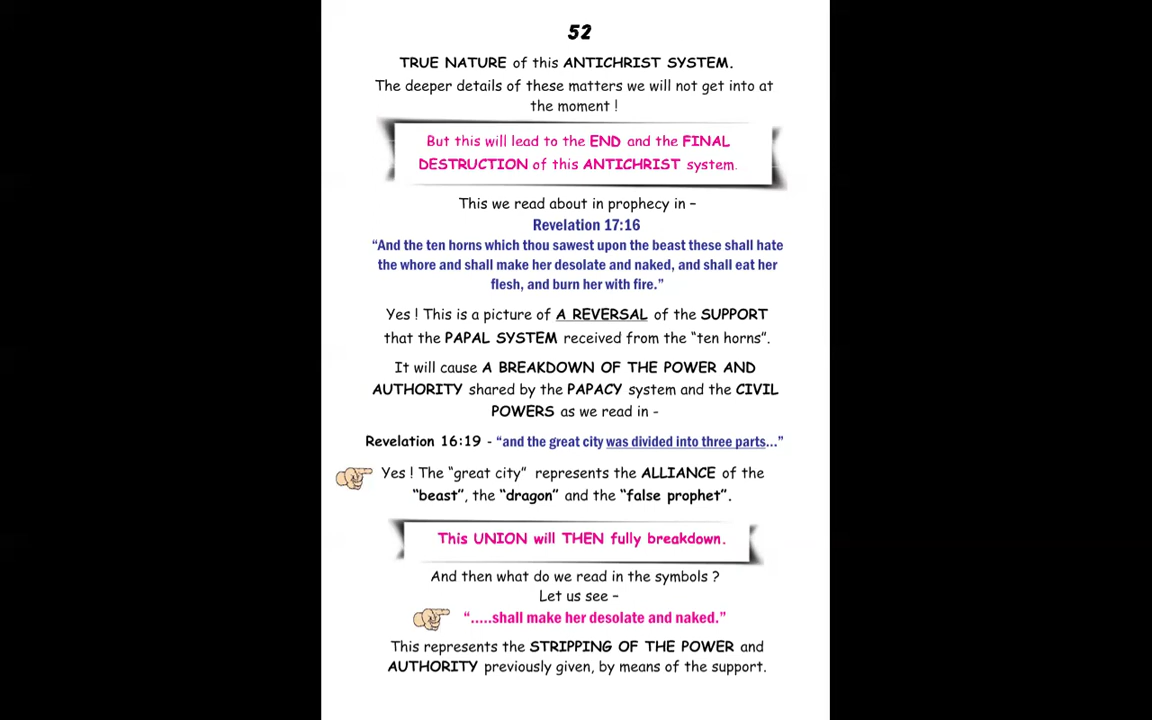 52
TRUE NATURE of this ANTICHRIST SYSTEM.
The deeper details of these matters we will not get into at
the moment !
But this will lead to the END and the FINAL
DESTRUCTION of this ANTICHRIST system.
This we read about in prophecy in –
Revelation 17:16
“And the ten horns which thou sawest upon the beast these shall hate
the whore and shall make her desolate and naked, and shall eat her
flesh, and burn her with fire.”
Yes ! This is a picture of A REVERSAL of the SUPPORT
that the PAPAL SYSTEM received from the “ten horns”.
It will cause A BREAKDOWN OF THE POWER AND
AUTHORITY shared by the PAPACY system and the CIVIL
POWERS as we read in -
Revelation 16:19 - “and the great city was divided into three parts...”
Yes ! The “great city” represents the ALLIANCE of the
“beast”, the “dragon” and the “false prophet”.
This UNION will THEN fully breakdown.
And then what do we read in the symbols ?
Let us see –
“.....shall make her desolate and naked.”
This represents the STRIPPING OF THE POWER and
AUTHORITY previously given, by means of the support.